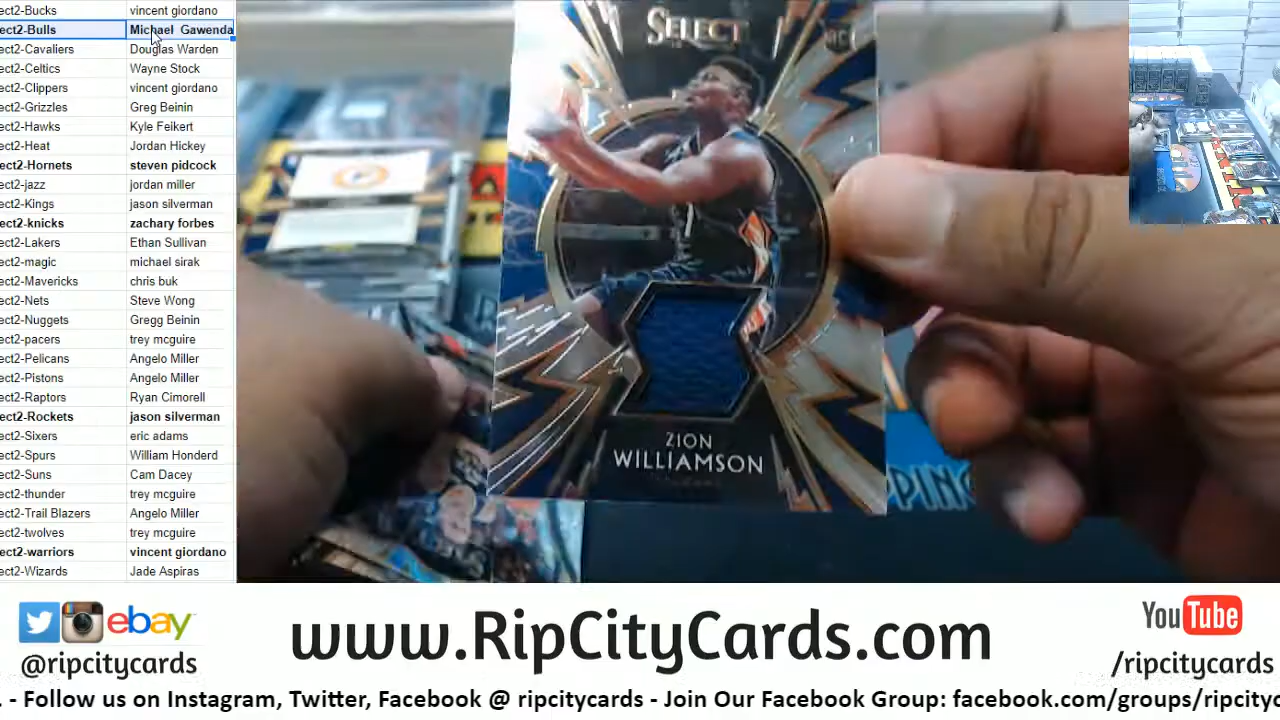 ect2-Bucks vincent giordano
ect2-Bulls Michael Gawenda
ect2-Cavaliers Douglas Warden
ect2-Celtics Wayne Stock
ect2-Clippers vincent giordano
ect2-Grizzles Greg Beinin
ect2-Hawks Kyle Feikert
ect2-Heat Jordan Hickey
ect2-Hornets steven pidcock
ect2-jazz jordan miller
ect2-Kings jason silverman
ect2-knicks zachary forbes
ect2-Lakers Ethan Sullivan
ect2-magic michael sirak
ect2-Mavericks chris buk
ect2-Nets Steve Wong
ect2-Nuggets Gregg Beinin
ect2-pacers trey mcguire
ect2-Pelicans Angelo Miller
ect2-Pistons Angelo Miller
ect2-Raptors Ryan Cimorell
ect2-Rockets jason silverman
ect2-Sixers eric adams
ect2-Spurs William Honderd
ect2-Suns Cam Dacey
ect2-thunder trey mcguire
ect2-Trail Blazers Angelo Miller
ect2-twolves trey mcguire
ect2-warriors vincent giordano
ect2-Wizards Jade Aspiras
SELECT
RC
1
ZION
WILLIAMSON
PPING
ebay
@ripcitycards
www.RipCityCards.com
YouTube
/ripcitycards
. - Follow us on Instagram, Twitter, Facebook @ ripcitycards - Join Our Facebook Group: facebook.com/groups/ripcityc